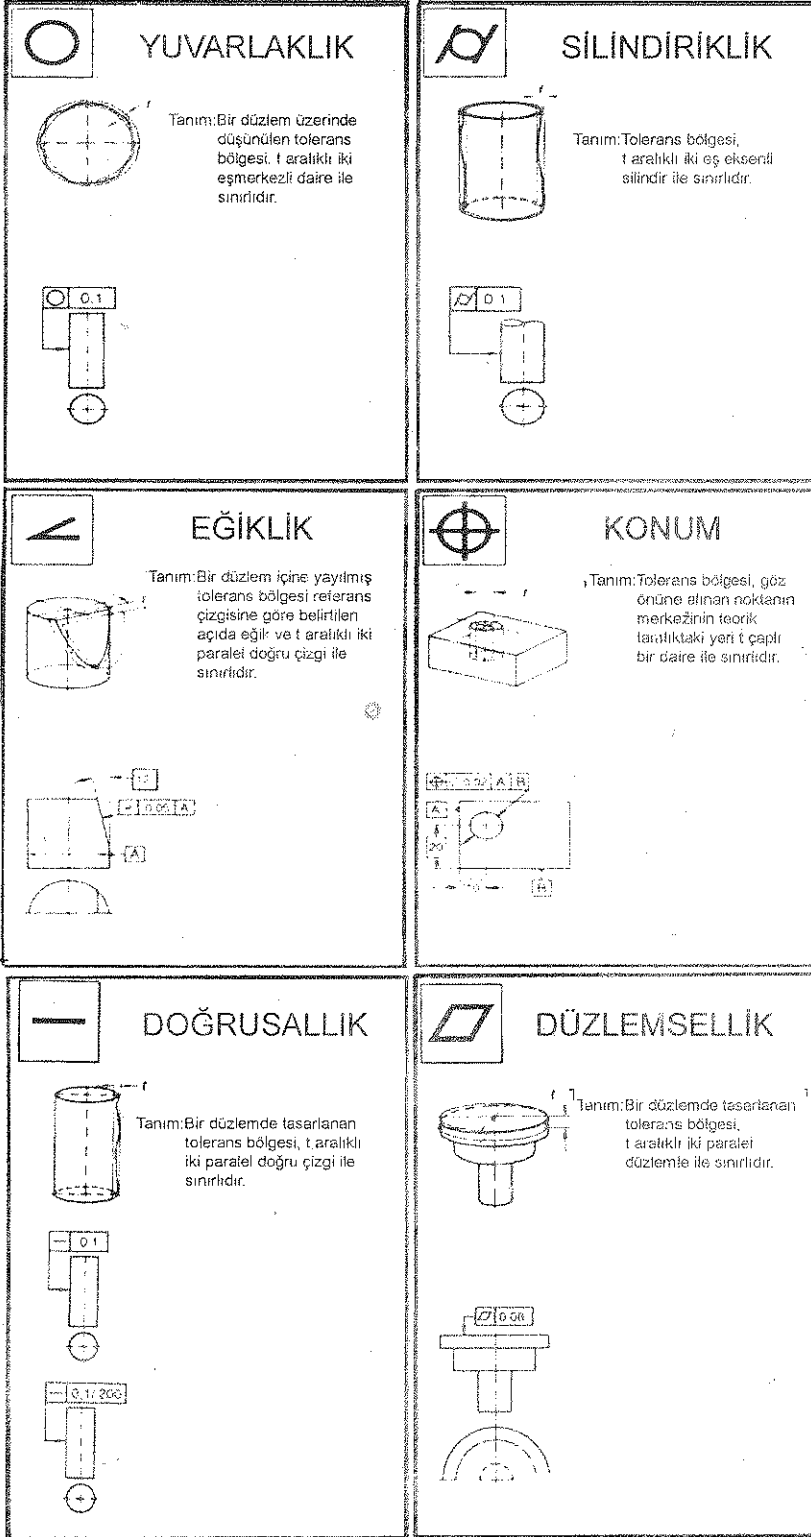 YUVARLAKLIK
t
Tanım:Bir düzlem üzerinde
düşünülen tolerans
bölgesi, t aralıklı iki
eşmerkezli daire ile
sınırlıdır.
0.1
SİLİNDİRİKLİK
t
Tanım:Tolerans bölgesi,
t aralıklı iki eş eksenli
silindir ile sınırlıdır.
0.1
EĞİKLİK
t
Tanım:Bir düzlem içine yayılmış
tolerans bölgesi referans
çizgisine göre belirtilen
açıda eğik ve t aralıklı iki
paralel doğru çizgi ile
sınırlıdır.
A
A
KONUM
t
Tanım:Tolerans bölgesi, göz
önüne alınan noktanın
merkezinin teorik
tamlıktaki yeri t çaplı
bir daire ile sınırlıdır.
A B
A
20
B
DOĞRUSALLIK
t
Tanım:Bir düzlemde tasarlanan
tolerans bölgesi, t aralıklı
iki paralel doğru çizgi ile
sınırlıdır.
0.1
0.1/200
DÜZLEMSELLİK
t
Tanım:Bir düzlemde tasarlanan
tolerans bölgesi,
t aralıklı iki paralel
düzlemle ile sınırlıdır.
0.08